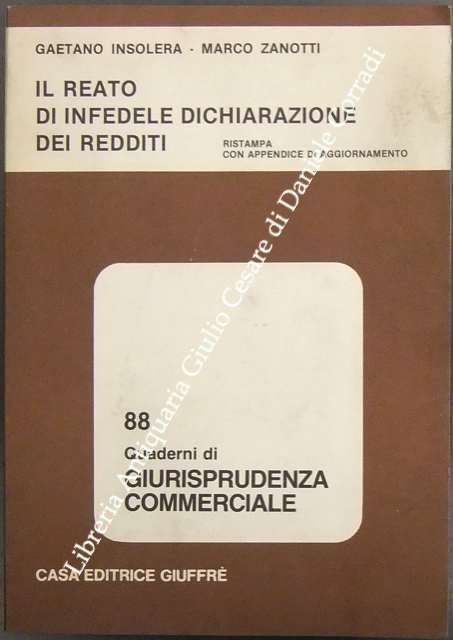 GAETANO INSOLERA - MARCO ZANOTTI
IL REATO
DI INFEDELE DICHIARAZIONE
DEI REDDITI
RISTAMPA
CON APPENDICE DI AGGIORNAMENTO
88
Quaderni di
GIURISPRUDENZA
COMMERCIALE
CASA EDITRICE GIUFFRÈ
Libreria Antiquaria Giulio Cesare di Daniele Corradi